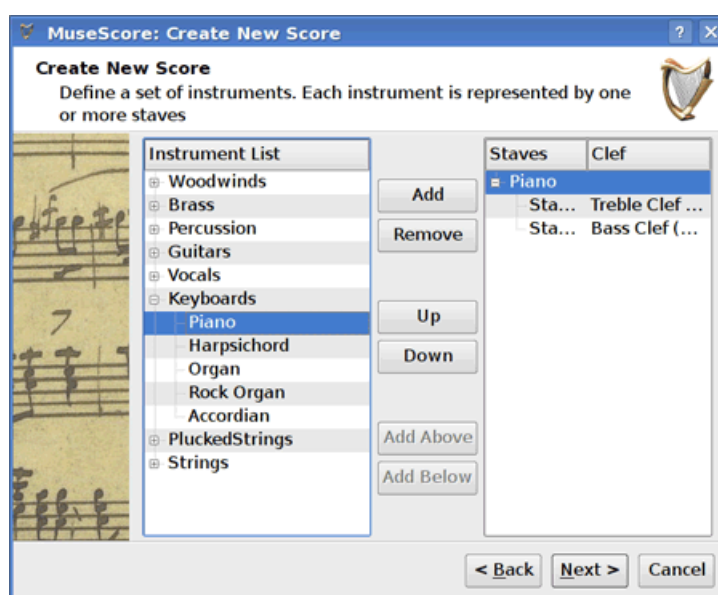 MuseScore: Create New Score
Create New Score
Define a set of instruments. Each instrument is represented by one
or more staves
Instrument List
Woodwinds
Brass
Percussion
Guitars
Vocals
Keyboards
Piano
Harpsichord
Organ
Rock Organ
Accordian
PluckedStrings
Strings
Add
Remove
Up
Down
Add Above
Add Below
Staves Clef
Piano
Sta... Treble Clef ...
Sta... Bass Clef (...
< Back Next > Cancel